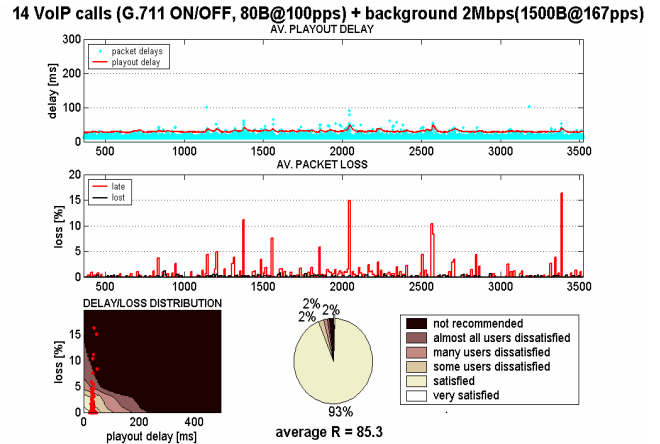 14 VoIP calls (G.711 ON/OFF, 80B@100pps) + background 2Mbps(1500B@167pps)
AV. PLAYOUT DELAY
delay [ms]
300
200
100
0
packet delays
playout delay
500 1000 1500 2000 2500 3000 3500
AV. PACKET LOSS
loss [%]
20
15
10
5
0
late
lost
500 1000 1500 2000 2500 3000 3500
DELAY/LOSS DISTRIBUTION
loss [%]
15
10
5
0
0 200 400
playout delay [ms]
2%
2%
2%
93%
average R = 85.3
not recommended
almost all users dissatisfied
many users dissatisfied
some users dissatisfied
satisfied
very satisfied